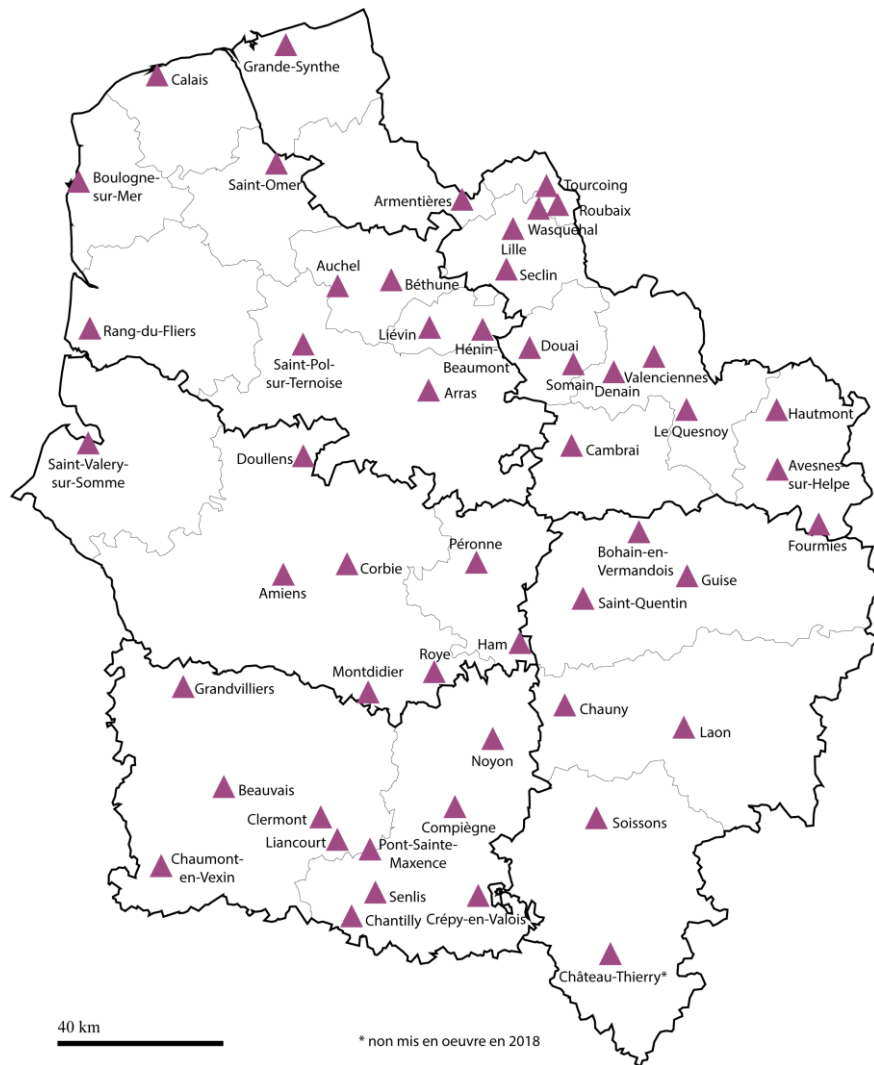 Grande-Synthe
Calais
Boulogne-
sur-Mer
Saint-Omer
Armentières
Tourcoing
Roubaix
Wasquehal
Lille
Seclin
Auchel
Béthune
Rang-du-Fliers
Liévin
Hénin-
Beaumont
Saint-Pol-
sur-Ternoise
Douai
Somain
Valenciennes
Denain
Arras
Le Quesnoy
Hautmont
Saint-Valery-
sur-Somme
Doullens
Cambrai
Avesnes-
sur-Helpe
Fourmies
Péronne
Bohain-en-
Vermandois
Corbie
Amiens
Guise
Saint-Quentin
Ham
Roye
Montdidier
Grandvilliers
Chauny
Laon
Noyon
Beauvais
Clermont
Compiègne
Soissons
Liancourt
Pont-Sainte-
Maxence
Chaumont-
en-Vexin
Senlis
Chantilly
Crépy-en-Valois
Château-Thierry*
40 km
* non mis en oeuvre en 2018